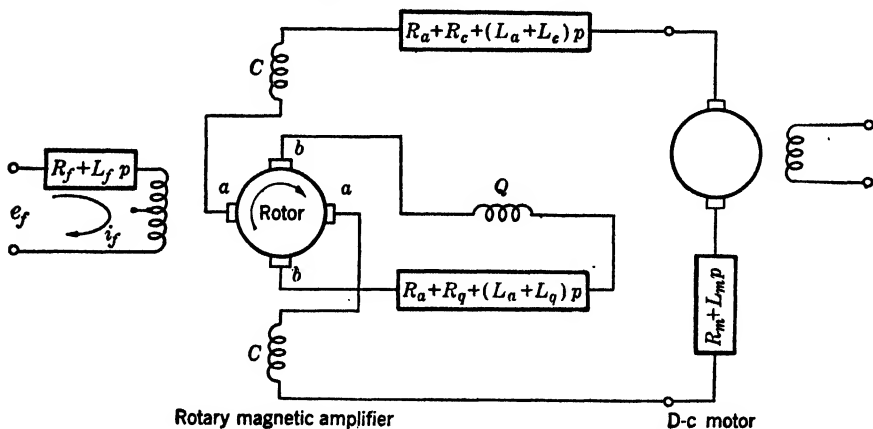 R_a+R_c+(L_a+L_c)p
C
R_f+L_f p
b
a
a
Q
e_f
i_f
Rotor
b
R_a+R_q+(L_a+L_q)p
R_m+L_m p
C
Rotary magnetic amplifier
D-c motor